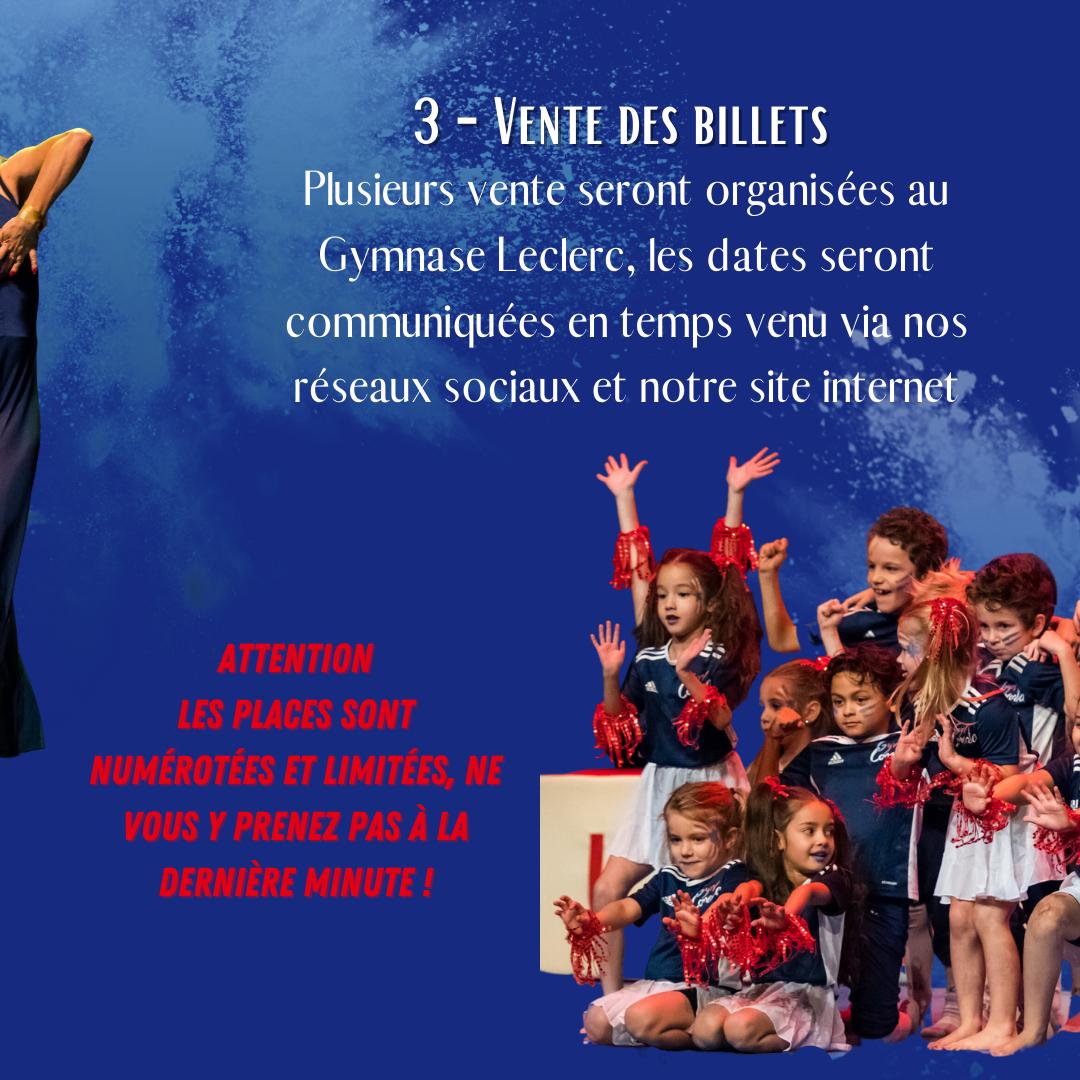 3 - Vente des billets
Plusieurs vente seront organisées au
Gymnase Leclerc, les dates seront
communiquées en temps venu via nos
réseaux sociaux et notre site internet
ATTENTION
LES PLACES SONT
NUMÉROTÉES ET LIMITÉES, NE
VOUS Y PRENEZ PAS À LA
DERNIÈRE MINUTE !